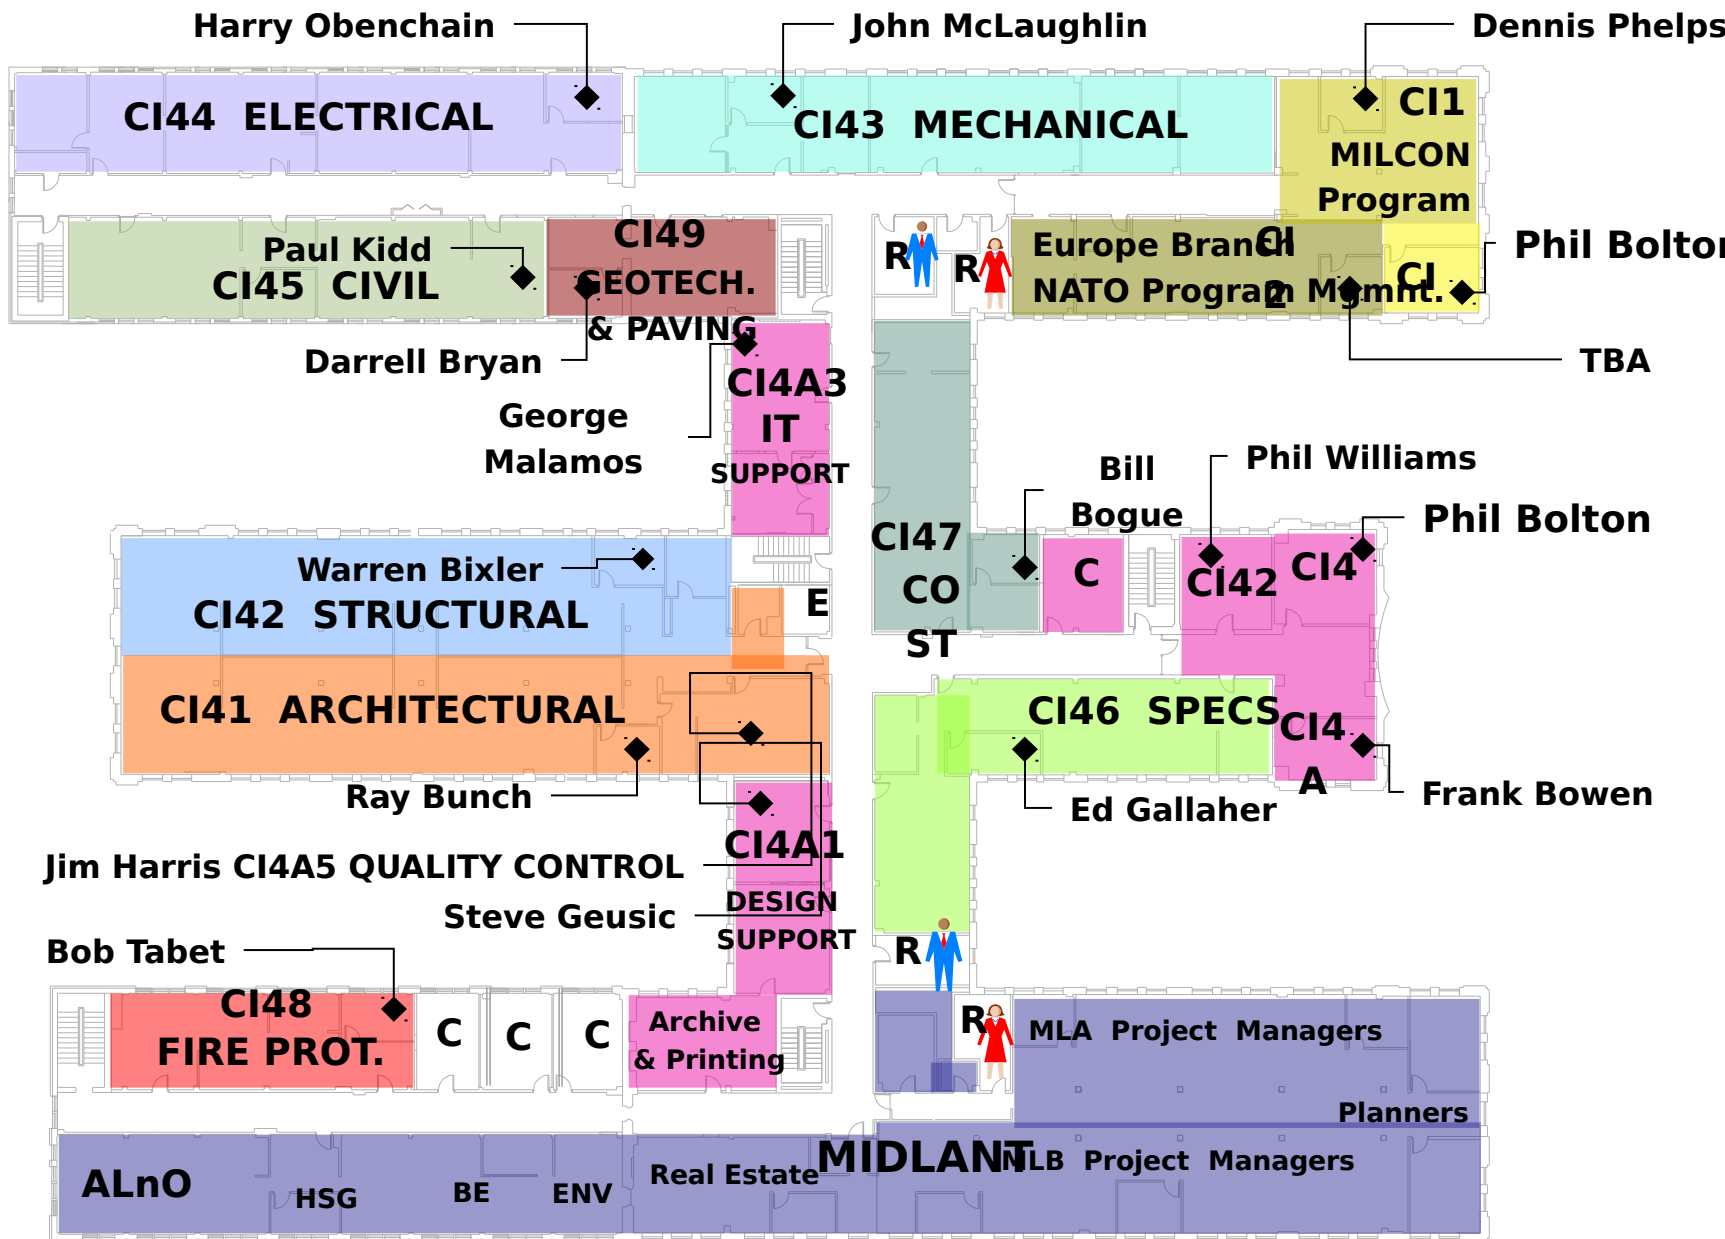 Harry Obenchain
John McLaughlin
Dennis Phelps
CI44 ELECTRICAL
CI43 MECHANICAL
CI1
MILCON
Program
Paul Kidd
CI45 CIVIL
CI49
GEOTECH.
& PAVING
R
R
Europe Branch
NATO Program Mgmnt.
CI
2
CI
Phil Bolton
Darrell Bryan
TBA
George
Malamos
CI4A3
IT
SUPPORT
Bill
Bogue
Phil Williams
Phil Bolton
Warren Bixler
CI42 STRUCTURAL
E
CI47
CO
ST
C
CI42
CI4
CI41 ARCHITECTURAL
CI46 SPECS
CI4
A
Ray Bunch
Ed Gallaher
Frank Bowen
Jim Harris CI4A5 QUALITY CONTROL
CI4A1
DESIGN
SUPPORT
Steve Geusic
Bob Tabet
R
CI48
FIRE PROT.
C
C
C
Archive
& Printing
R
MLA Project Managers
Planners
ALnO
HSG
BE
ENV
Real Estate
MIDLANT
NLB Project Managers